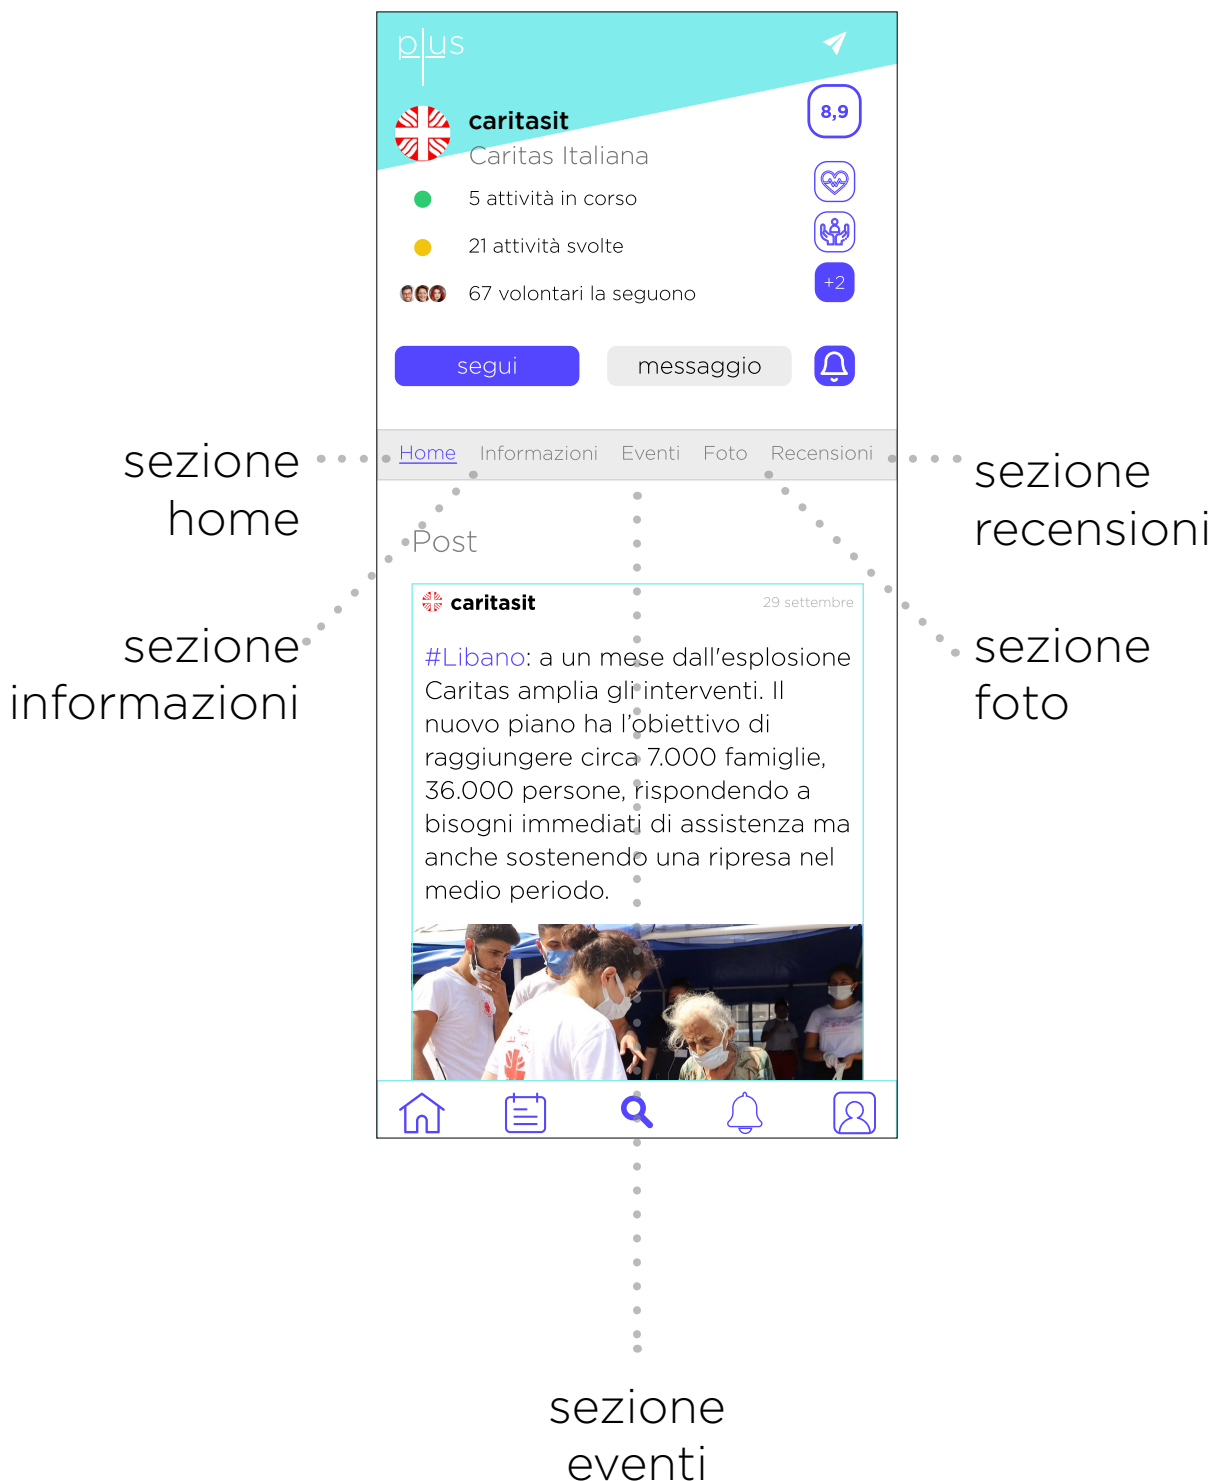 plus
8,9
caritasit
Caritas Italiana
5 attività in corso
21 attività svolte
+2
67 volontari la seguono
segui messaggio
Home Informazioni Eventi Foto Recensioni
sezione
home
sezione
recensioni
Post
caritasit 29 settembre
#Libano: a un mese dall'esplosione
Caritas amplia gli interventi. Il
nuovo piano ha l’obiettivo di
raggiungere circa 7.000 famiglie,
36.000 persone, rispondendo a
bisogni immediati di assistenza ma
anche sostenendo una ripresa nel
medio periodo.
sezione
informazioni
sezione
foto
sezione
eventi